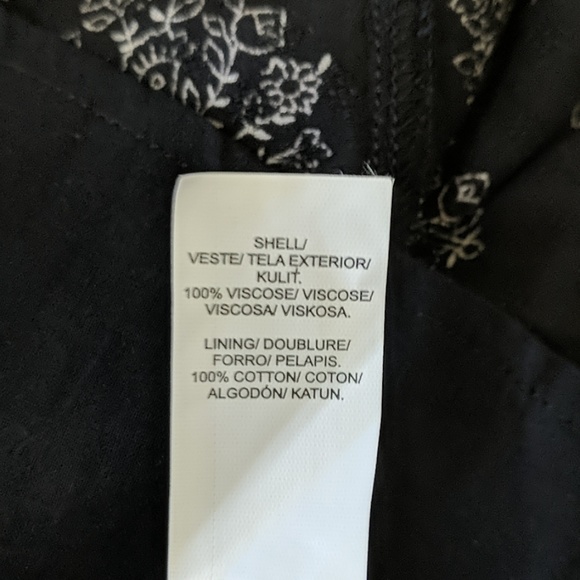 SHELL/
VESTE/ TELA EXTERIOR/
KULIT.
100% VISCOSE/ VISCOSE/
VISCOSA/ VISKOSA.
LINING/ DOUBLURE/
FORRO/ PELAPIS.
100% COTTON/ COTON/
ALGODÓN/ KATUN.